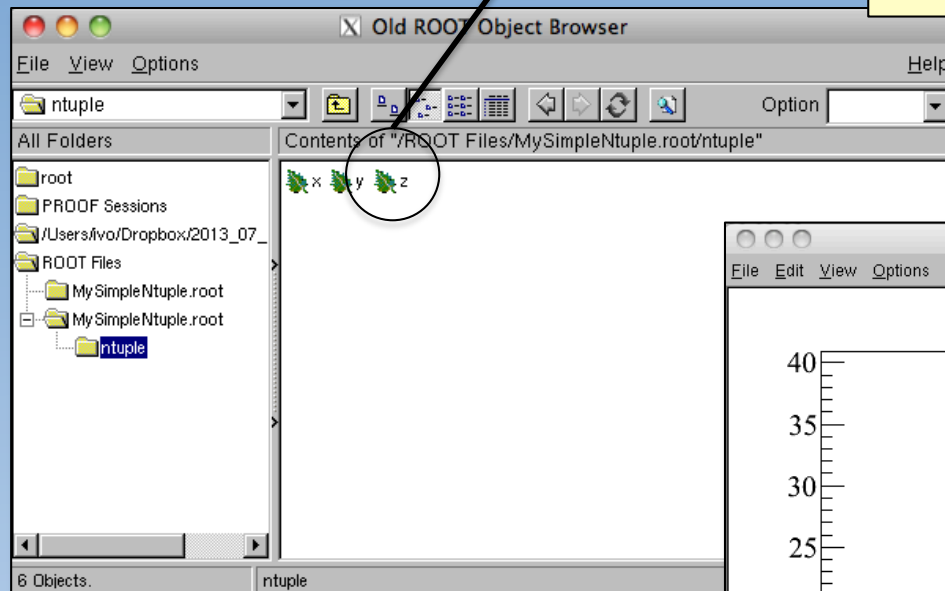 Old ROOT Object Browser
File View Options Help
ntuple Option
All Folders Contents of "/ROOT Files/MySimpleNtuple.root/ntuple"
root
x y z
PROOF Sessions
/Users/ivo/Dropbox/2013_07_
ROOT Files
MySimpleNtuple.root
MySimpleNtuple.root
ntuple
6 Objects. ntuple
File Edit View Options
40
35
30
25